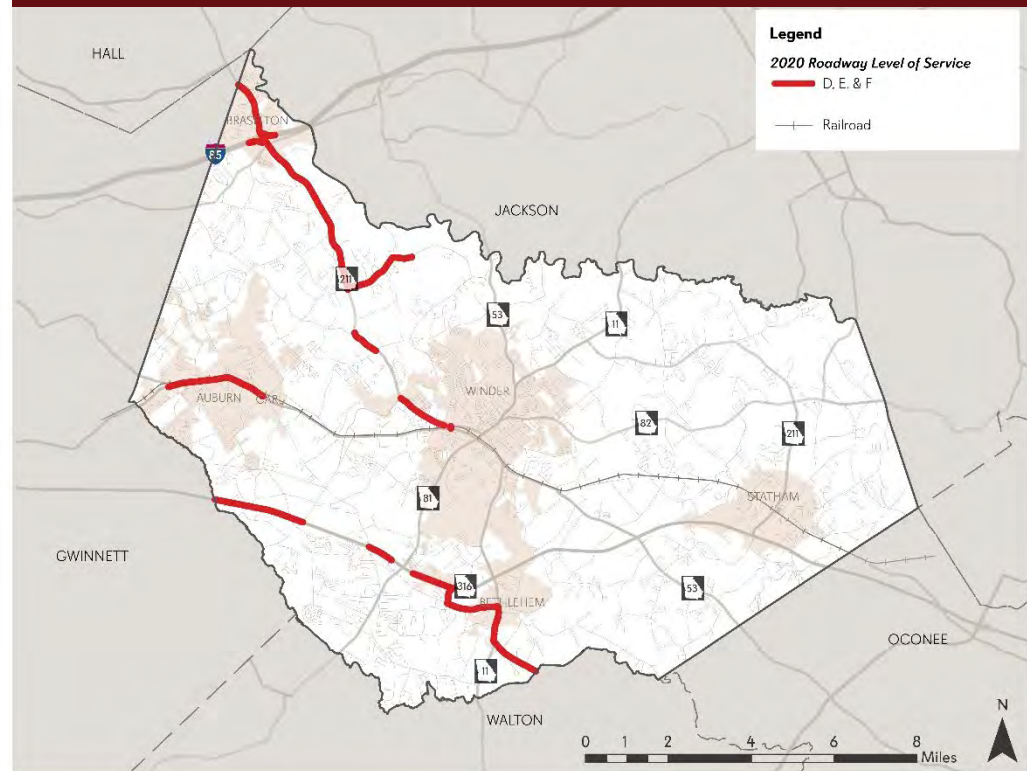 HALL
Legend
2020 Roadway Level of Service
D, E, & F
Railroad
BRASELTON
85
JACKSON
211
53
11
AUBURN
CARL
WINDER
82
211
81
STATHAM
GWINNETT
316
BETHLEHEM
53
OCONEE
11
WALTON
N
0 1 2 4 6 8
Miles